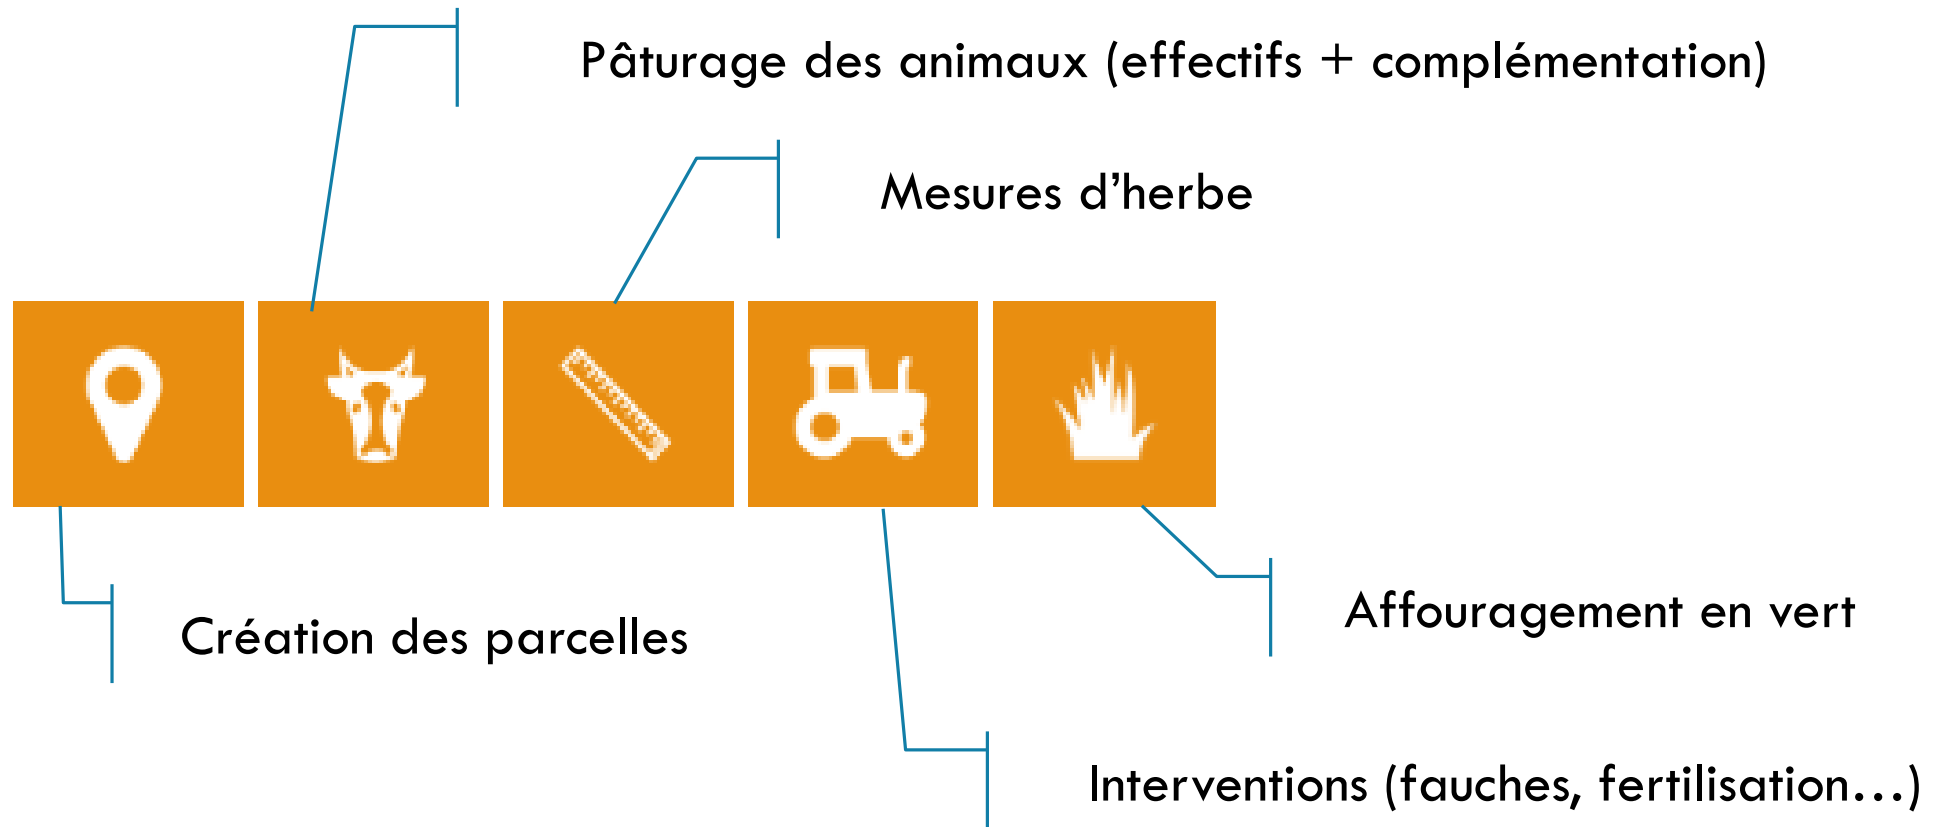 Pâturage des animaux (effectifs + complémentation)
Mesures d’herbe
Création des parcelles
Affouragement en vert
Interventions (fauches, fertilisation…)